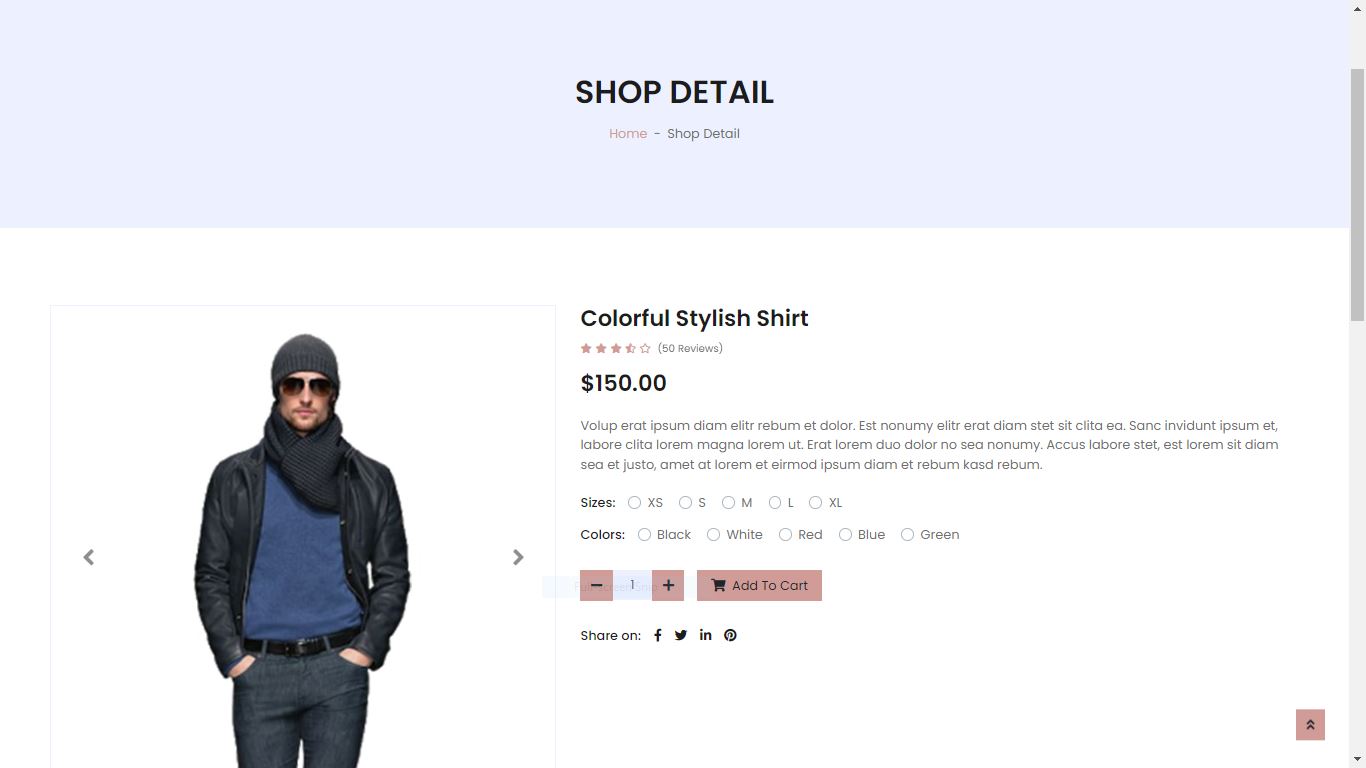 SHOP DETAIL
Home - Shop Detail
Colorful Stylish Shirt
(50 Reviews)
$150.00
Volup erat ipsum diam elitr rebum et dolor. Est nonumy elitr erat diam stet sit clita ea. Sanc invidunt ipsum et,
labore clita lorem magna lorem ut. Erat lorem duo dolor no sea nonumy. Accus labore stet, est lorem sit diam
sea et justo, amet at lorem et eirmod ipsum diam et rebum kasd rebum.
Sizes: XS S M L XL
Colors: Black White Red Blue Green
1 Add To Cart
Share on: